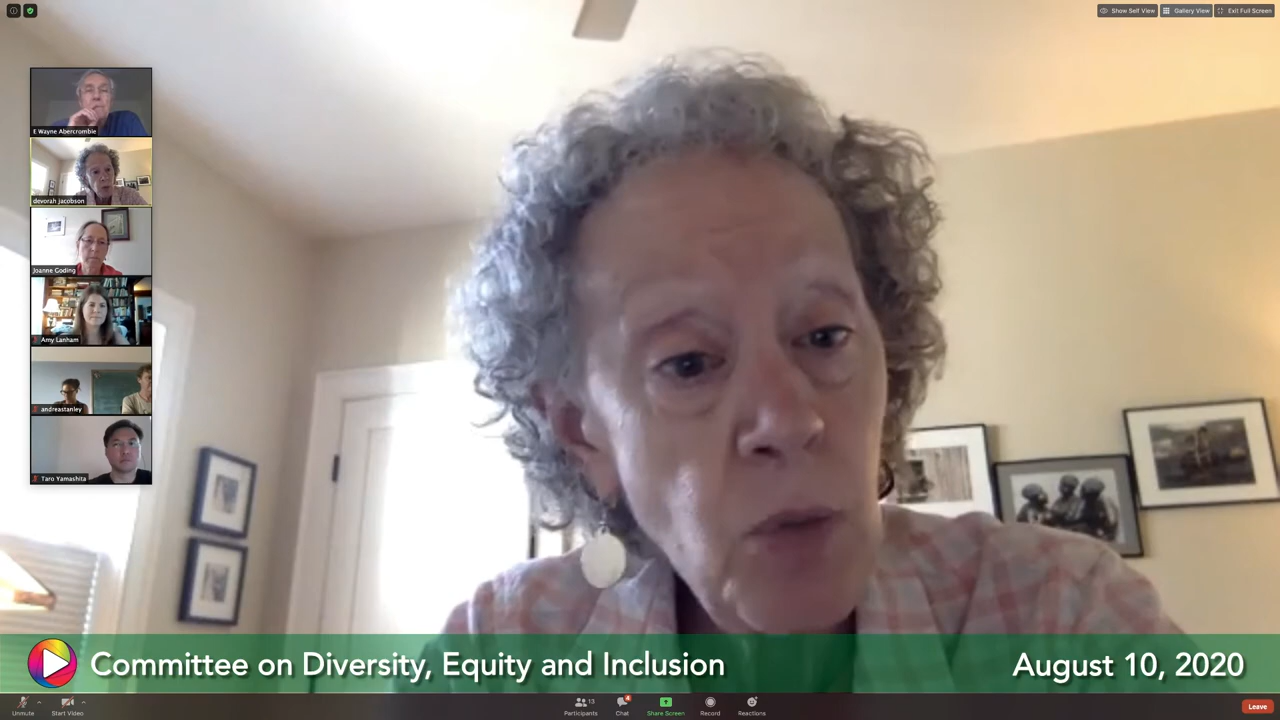 Show Self View
Gallery View
Exit Full Screen
E Wayne Abercrombie
devorah jacobson
Joanne Goding
Amy Lanham
andreastanley
Taro Yamashita
Committee on Diversity, Equity and Inclusion
August 10, 2020
Unmute
Start Video
Participants
13
Chat
4
Share Screen
Record
Reactions
Leave